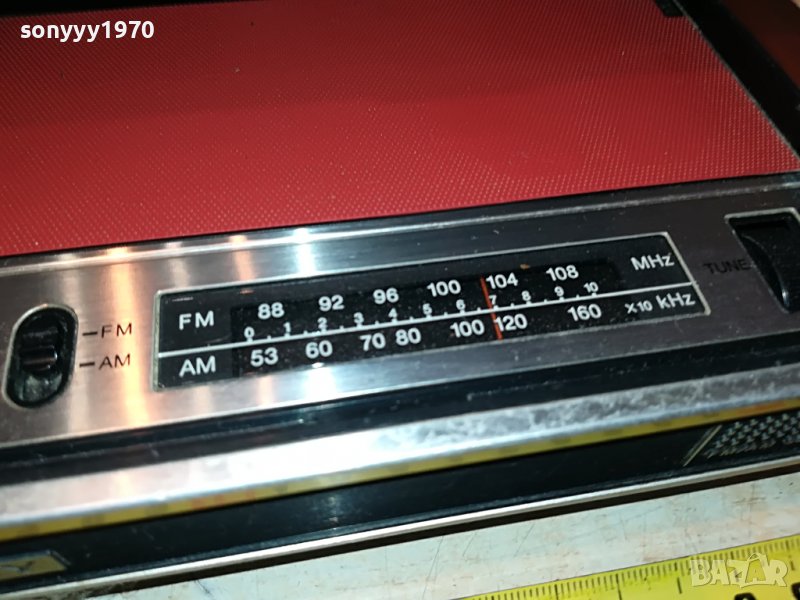 sonyyy1970
FM 88 92 96 100 104 108 MHz
0 1 2 3 4 5 6 7 8 9 10
AM 53 60 70 80 100 120 160 x10 kHz
TUNE
–FM
–AM
BAZAR